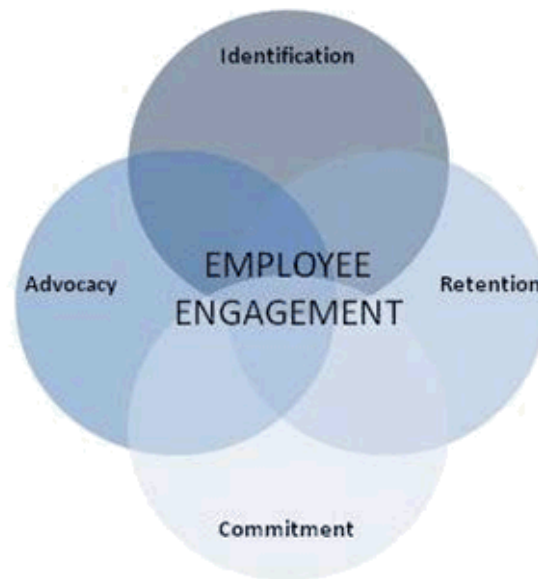 Identification
EMPLOYEE
Advocacy
Retention
ENGAGEMENT
Commitment